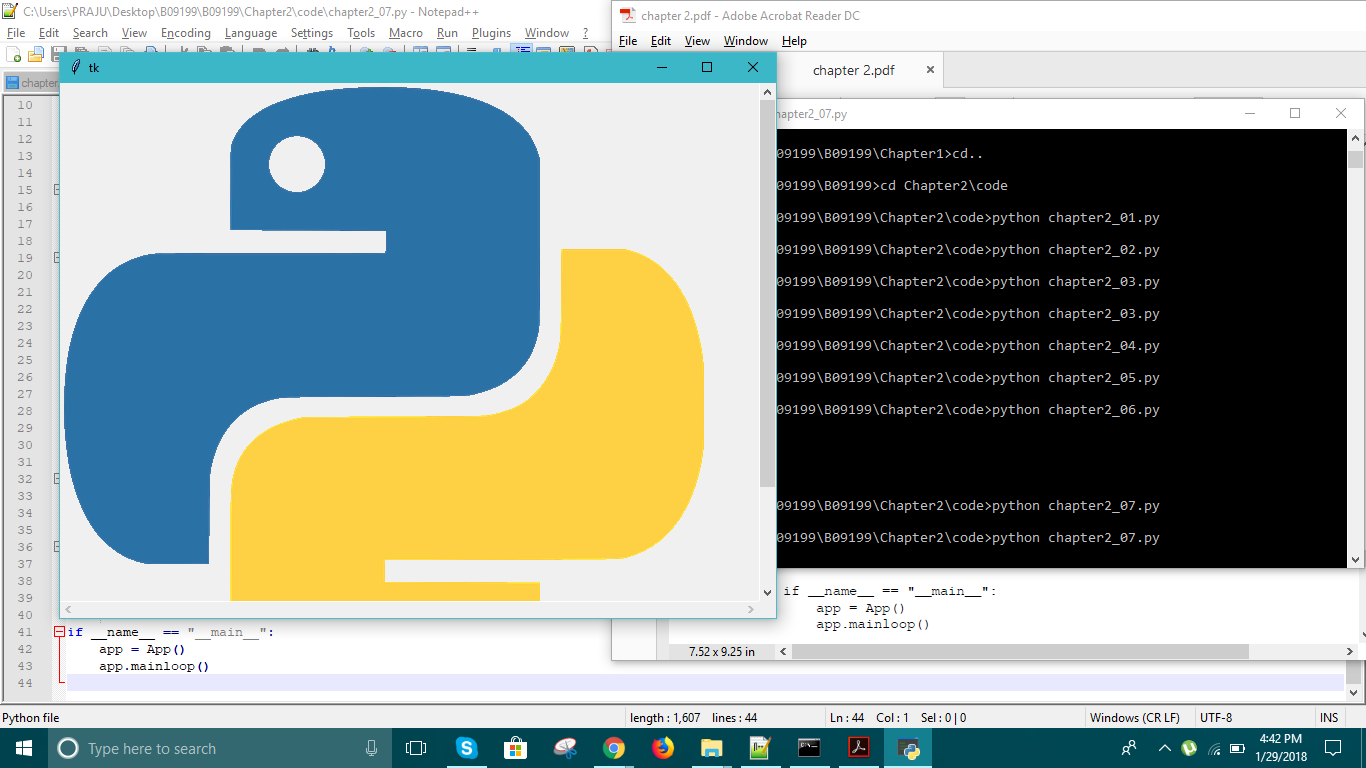 C:\Users\PRAJU\Desktop\B09199\B09199\Chapter2\code\chapter2_07.py - Notepad++
File Edit Search View Encoding Language Settings Tools Macro Run Plugins Window ?
chapter
tk
chapter 2.pdf - Adobe Acrobat Reader DC
File Edit View Window Help
chapter 2.pdf
hapter2_07.py
09199\B09199\Chapter1>cd..
09199\B09199>cd Chapter2\code
09199\B09199\Chapter2\code>python chapter2_01.py
09199\B09199\Chapter2\code>python chapter2_02.py
09199\B09199\Chapter2\code>python chapter2_03.py
09199\B09199\Chapter2\code>python chapter2_03.py
09199\B09199\Chapter2\code>python chapter2_04.py
09199\B09199\Chapter2\code>python chapter2_05.py
09199\B09199\Chapter2\code>python chapter2_06.py
09199\B09199\Chapter2\code>python chapter2_07.py
09199\B09199\Chapter2\code>python chapter2_07.py
if __name__ == "__main__":
app = App()
app.mainloop()
7.52 x 9.25 in
10
11
12
13
14
15
16
17
18
19
20
21
22
23
24
25
26
27
28
29
30
31
32
33
34
35
36
37
38
39
40
41 if __name__ == "__main__":
42 app = App()
43 app.mainloop()
44
Python file length : 1,607 lines : 44 Ln : 44 Col : 1 Sel : 0 | 0 Windows (CR LF) UTF-8 INS
Type here to search
4:42 PM
1/29/2018